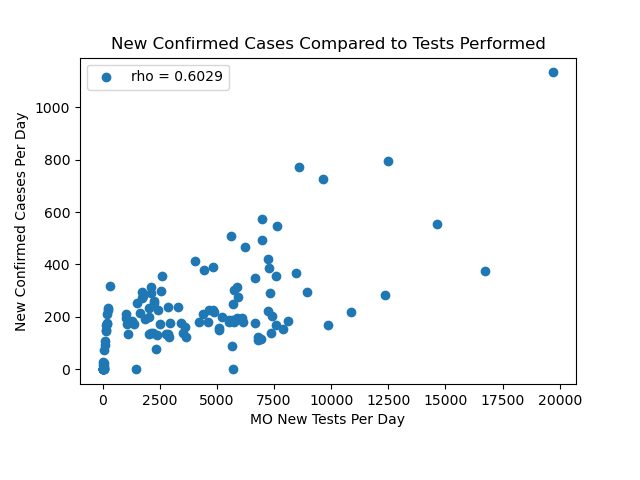 New Confirmed Cases Compared to Tests Performed
rho = 0.6029
New Confirmed Caeses Per Day
1000
800
600
400
200
0
0 2500 5000 7500 10000 12500 15000 17500 20000
MO New Tests Per Day